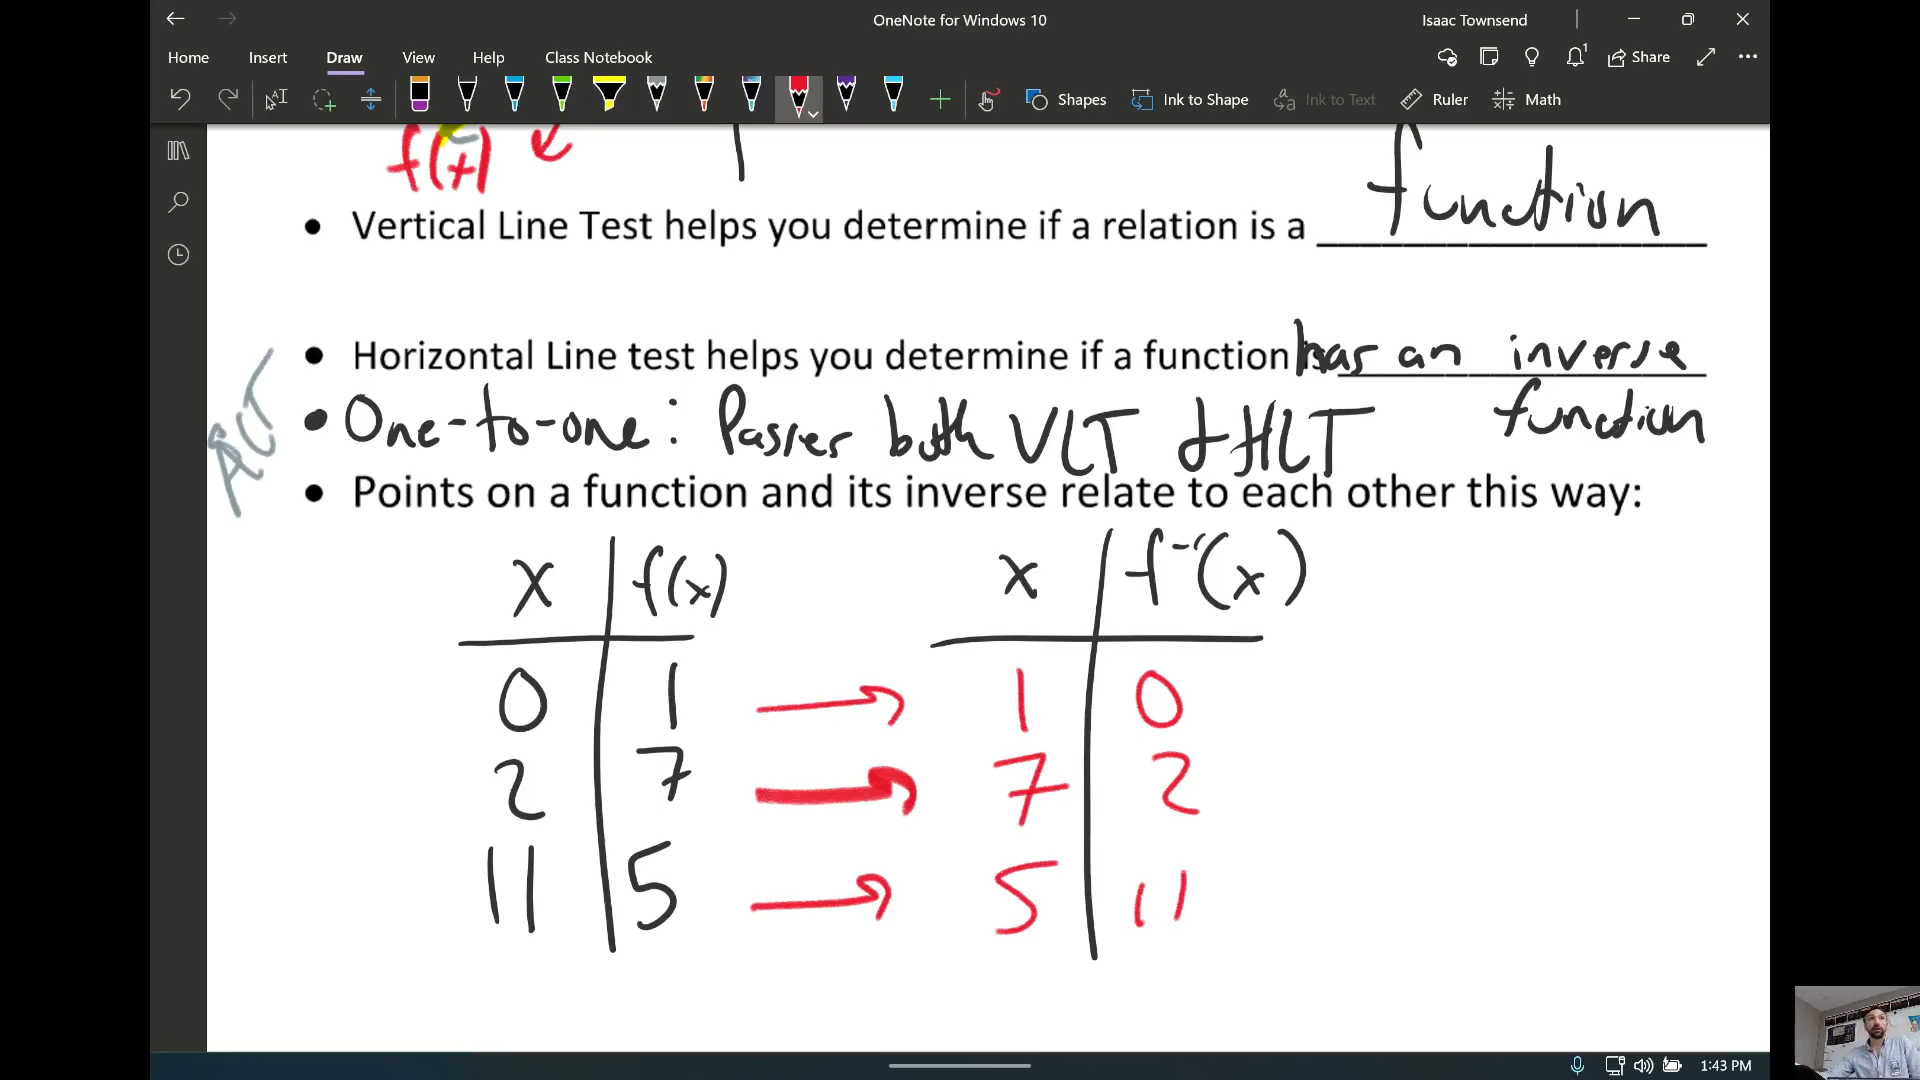 OneNote for Windows 10
Isaac Townsend
Home Insert Draw View Help Class Notebook
1 Share
Shapes Ink to Shape Ink to Text Ruler Math
f(x)
function
• Vertical Line Test helps you determine if a relation is a
• Horizontal Line test helps you determine if a function has an inverse
function
• One-to-one: Passes both VLT & HLT
ACT
• Points on a function and its inverse relate to each other this way:
x f(x) x f⁻¹(x)
0 1 → 1 0
2 7 → 7 2
11 5 → 5 11
1:43 PM